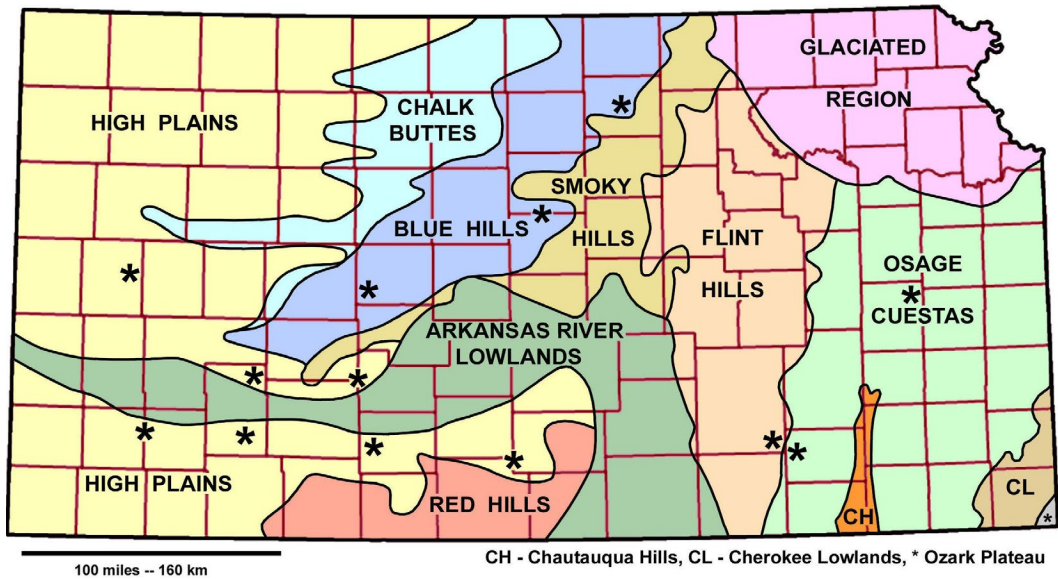 GLACIATED
REGION
HIGH PLAINS
CHALK
BUTTES
SMOKY
HILLS
BLUE HILLS
FLINT
HILLS
OSAGE
CUESTAS
ARKANSAS RIVER
LOWLANDS
HIGH PLAINS
RED HILLS
CH
CL
*
CH - Chautauqua Hills, CL - Cherokee Lowlands, * Ozark Plateau
100 miles -- 160 km